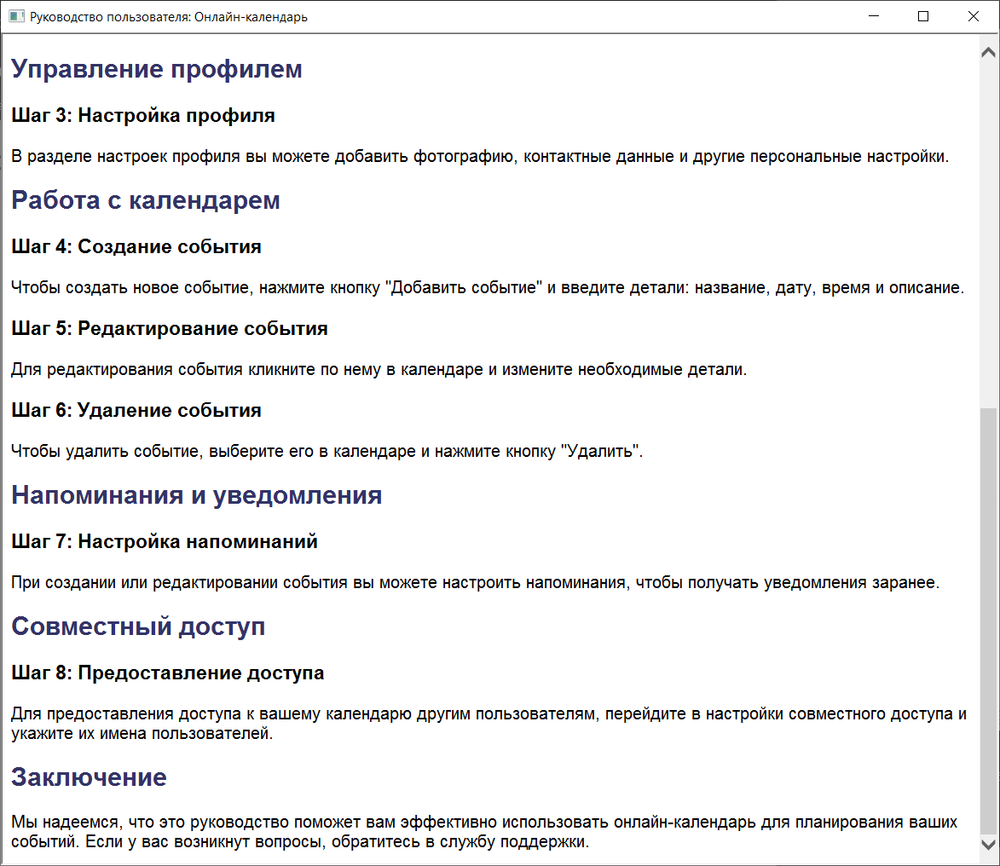 Руководство пользователя: Онлайн-календарь
Управление профилем
Шаг 3: Настройка профиля
В разделе настроек профиля вы можете добавить фотографию, контактные данные и другие персональные настройки.
Работа с календарем
Шаг 4: Создание события
Чтобы создать новое событие, нажмите кнопку "Добавить событие" и введите детали: название, дату, время и описание.
Шаг 5: Редактирование события
Для редактирования события кликните по нему в календаре и измените необходимые детали.
Шаг 6: Удаление события
Чтобы удалить событие, выберите его в календаре и нажмите кнопку "Удалить".
Напоминания и уведомления
Шаг 7: Настройка напоминаний
При создании или редактировании события вы можете настроить напоминания, чтобы получать уведомления заранее.
Совместный доступ
Шаг 8: Предоставление доступа
Для предоставления доступа к вашему календарю другим пользователям, перейдите в настройки совместного доступа и
укажите их имена пользователей.
Заключение
Мы надеемся, что это руководство поможет вам эффективно использовать онлайн-календарь для планирования ваших
событий. Если у вас возникнут вопросы, обратитесь в службу поддержки.